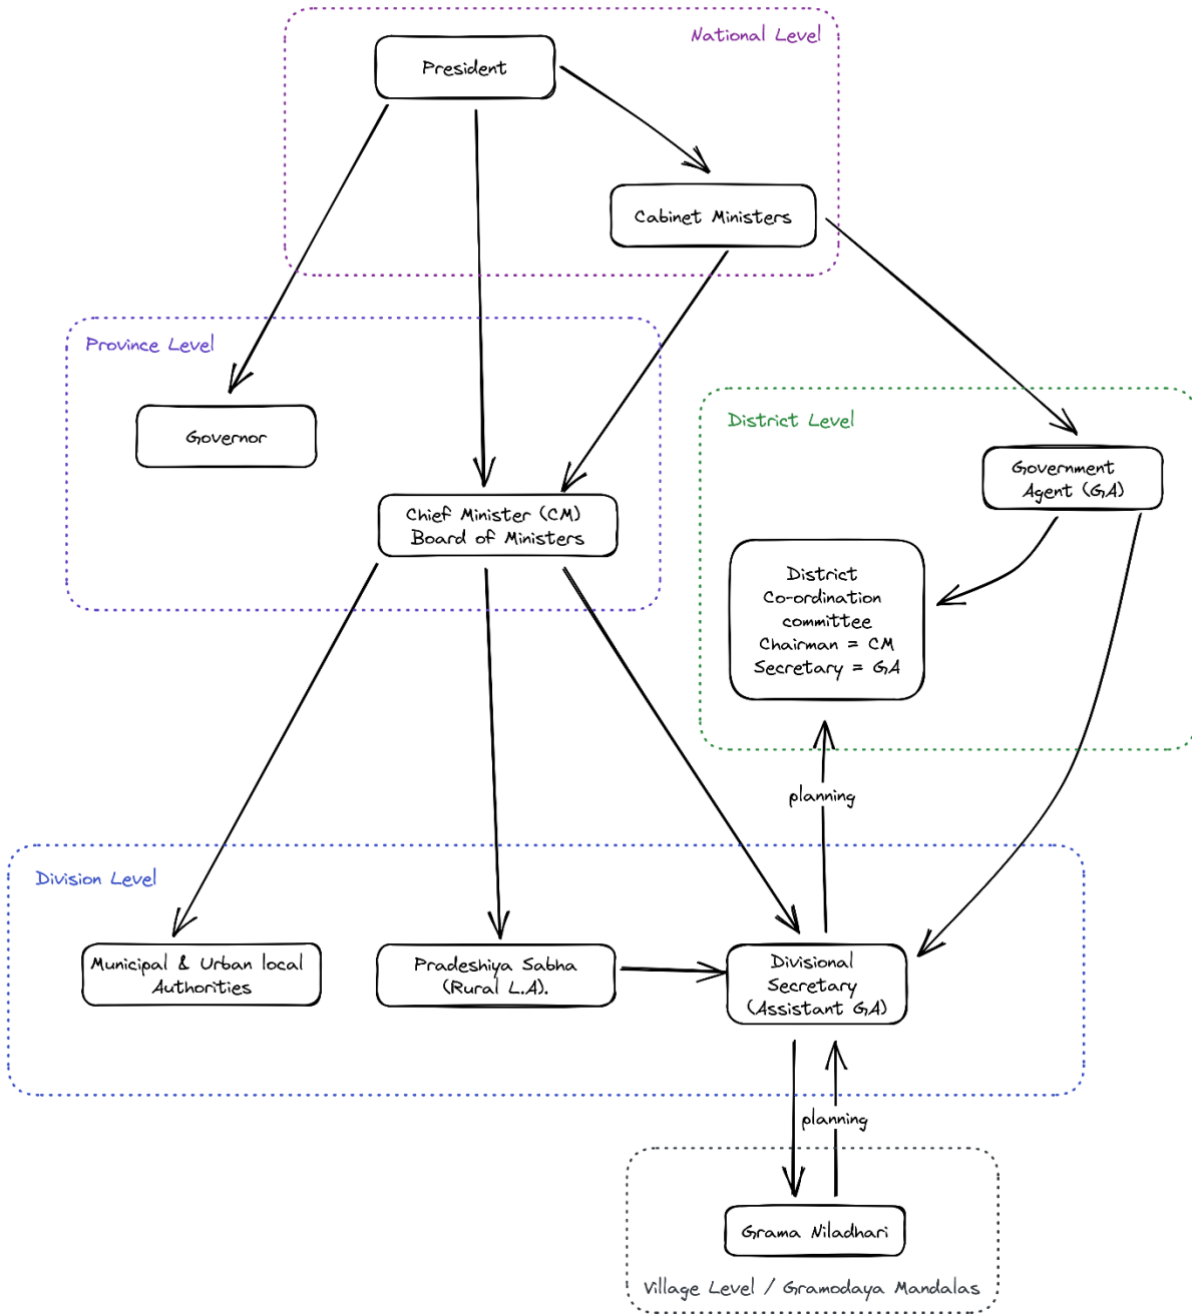 National Level
President
Cabinet Ministers
Province Level
Governor
Chief Minister (CM)
Board of Ministers
District Level
Government
Agent (GA)
District
Co-ordination
committee
Chairman = CM
Secretary = GA
planning
Division Level
Municipal & Urban local
Authorities
Pradeshiya Sabha
(Rural L.A).
Divisional
Secretary
(Assistant GA)
planning
Grama Niladhari
Village Level / Gramodaya Mandalas